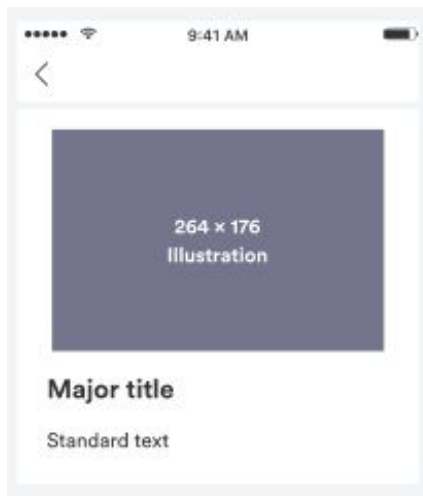 9:41 AM
264 × 176
Illustration
Major title
Standard text